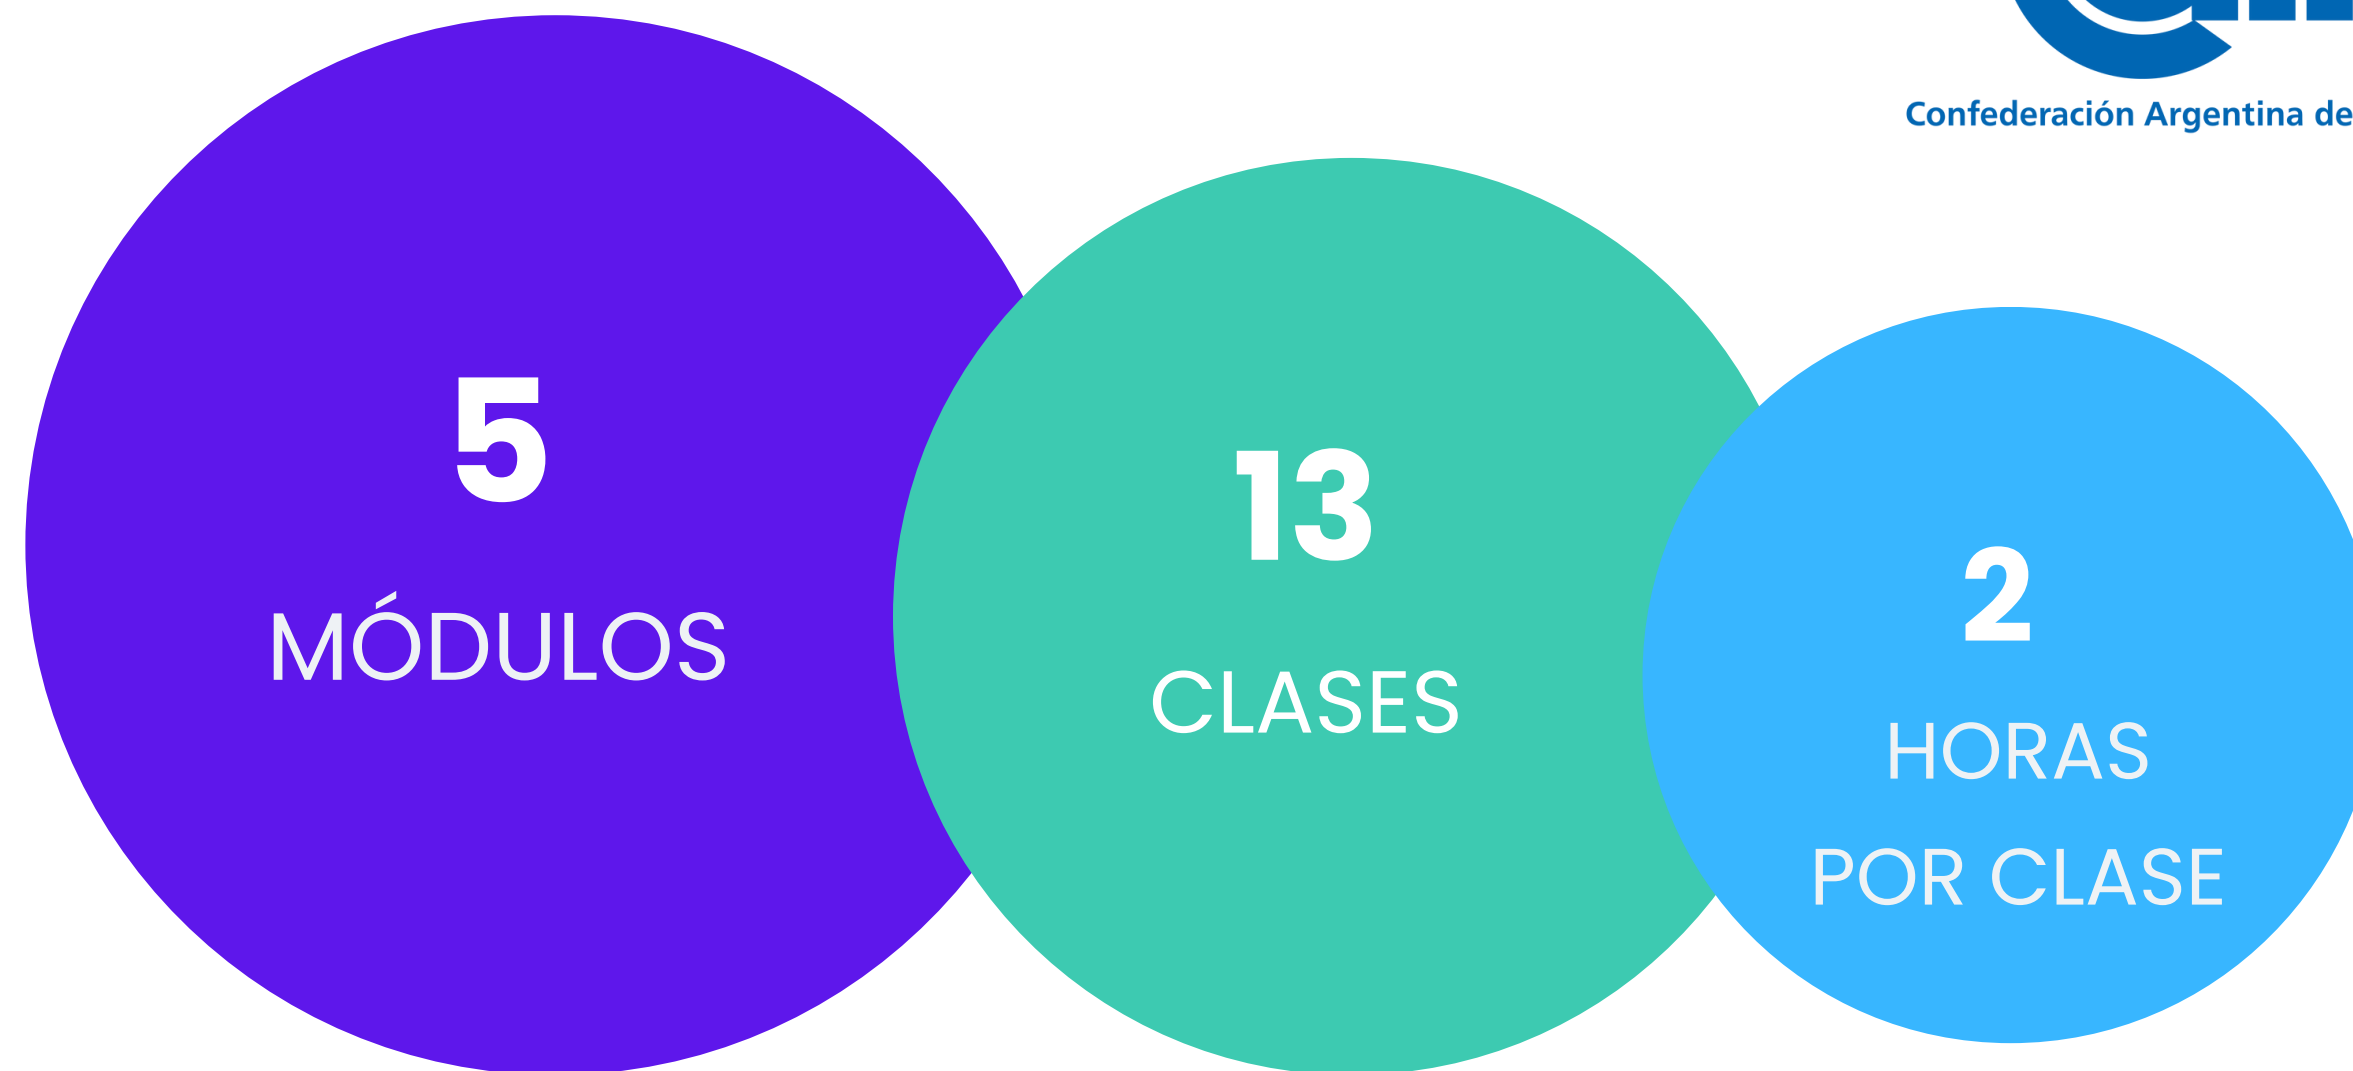 Confederación Argentina de
5
MÓDULOS
13
CLASES
2
HORAS
POR CLASE